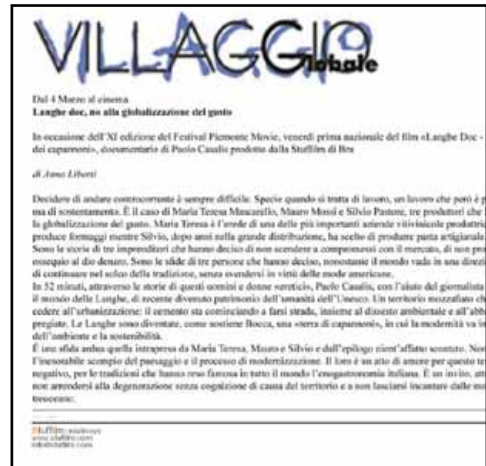 VILLAGGIO
globale
Dal 4 Marzo al cinema
Langhe doc, no alla globalizzazione del gusto
In occasione dell'XI edizione del Festival Piemonte Movie, venerdì prima nazionale del film «Langhe Doc -
dei capannoni», documentario di Paolo Casalis prodotto dalla Stuffilm di Bra
di Anna Liberti
Decidere di andare controcorrente è sempre difficile. Specie quando si tratta di lavoro, un lavoro che però è p
ma di sostentamento. È il caso di Maria Teresa Mascarello, Mauro Mussi e Silvio Pastore, tre produttori che
la globalizzazione del gusto. Maria Teresa è l'erede di una delle più importanti aziende vitivinicole produttric
produce formaggi mentre Silvio, dopo anni nella grande distribuzione, ha scelto di produrre pasta artigianale.
Sono le storie di tre imprenditori che hanno deciso di non scendere a compromessi con il mercato, di non pro
ossequio al dio denaro. Sono le sfide di tre persone che hanno deciso, nonostante il mondo vada in una direzi
di continuare nel solco della tradizione, senza svendersi in virtù delle mode americane.
In 52 minuti, attraverso le storie di questi uomini e donne «eretici», Paolo Casalis, con l'aiuto del giornalista
il mondo delle Langhe, di recente divenuto patrimonio dell'umanità dell'Unesco. Un territorio mozzafiato ch
cedere all'urbanizzazione: il cemento sta cominciando a farsi strada, insieme al dissesto ambientale e all'abb
pregiate. Le Langhe sono diventate, come sostiene Bocca, una «terra di capannoni», in cui la modernità va in
dell'ambiente e la sostenibilità.
È una sfida ardua quella intrapresa da Maria Teresa, Mauro e Silvio e dall'epilogo nient'affatto scontato. Non
l'inesorabile scempio del paesaggio e il processo di modernizzazione. Il loro è un atto di amore per questo te
negativo, per le tradizioni che hanno reso famosa in tutto il mondo l'enogastronomia italiana. È un invito, att
non arrendersi alla degenerazione senza cognizione di causa del territorio e a non lasciarsi incantare dalle mo
Stuffilm
www.stuffilm.com